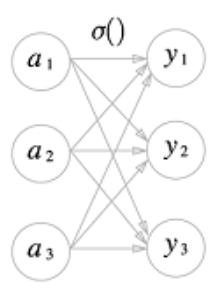 σ()
a₁ y₁
a₂ y₂
a₃ y₃